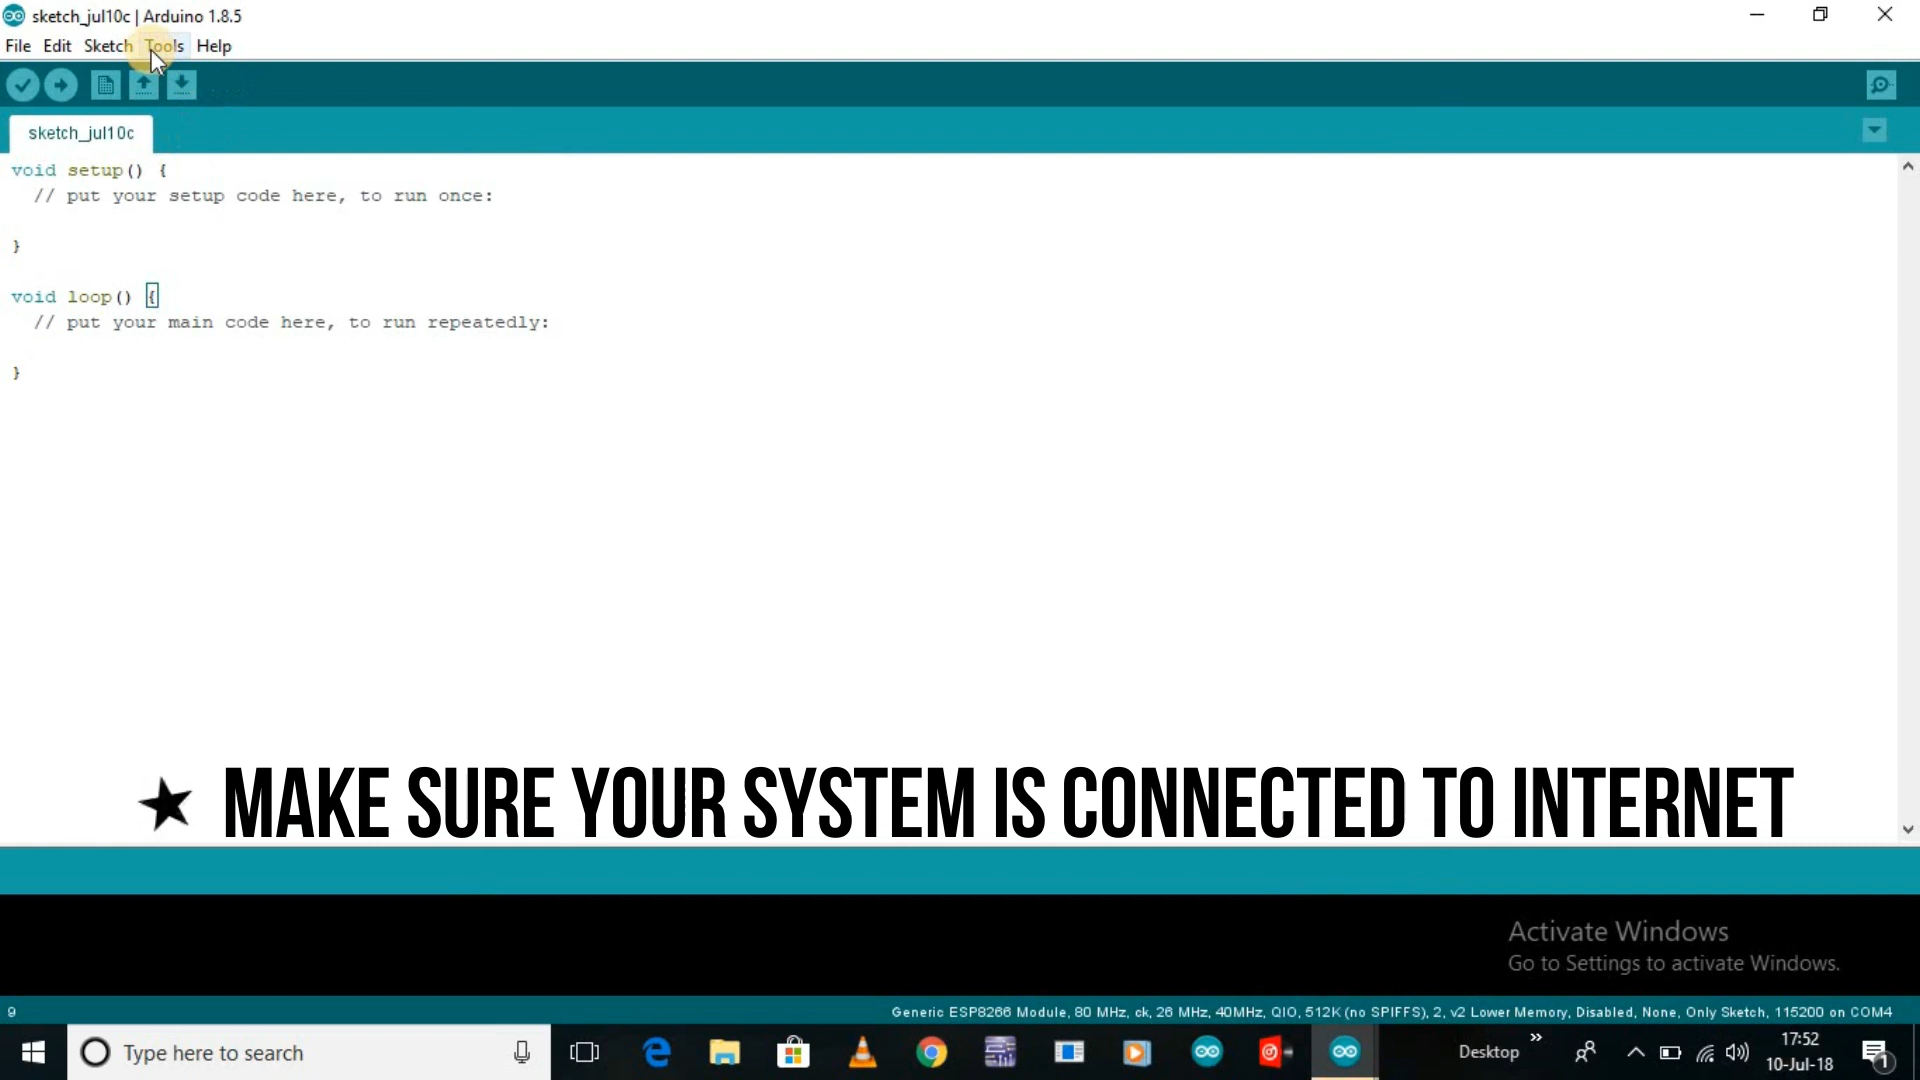 sketch_jul10c | Arduino 1.8.5
File Edit Sketch Tools Help
sketch_jul10c
void setup() {
// put your setup code here, to run once:
}
void loop() {
// put your main code here, to run repeatedly:
}
★ MAKE SURE YOUR SYSTEM IS CONNECTED TO INTERNET
Activate Windows
Go to Settings to activate Windows.
9
Generic ESP8266 Module, 80 MHz, ck, 26 MHz, 40MHz, QIO, 512K (no SPIFFS), 2, v2 Lower Memory, Disabled, None, Only Sketch, 115200 on COM4
Type here to search
Desktop
17:52
10-Jul-18
1